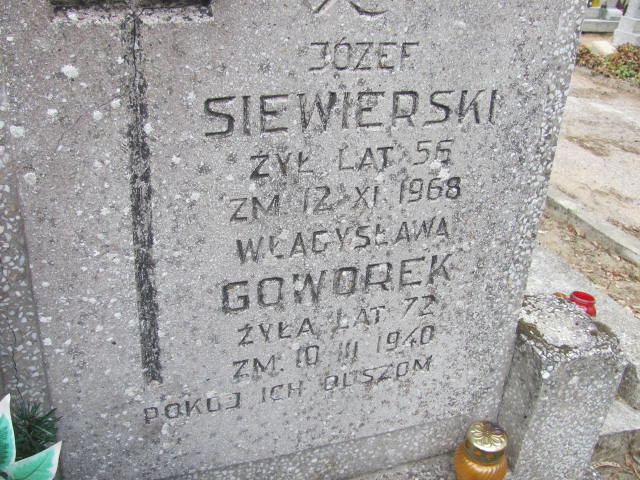 JÓZEF
SIEWIERSKI
ŻYŁ LAT 56
ZM. 12. XI. 1968
WŁADYSŁAWA
GOWOREK
ŻYŁA LAT 72
ZM. 10 III 1940
POKÓJ ICH DUSZOM